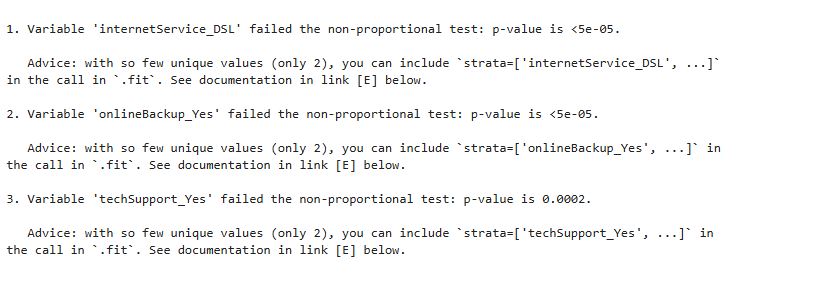 1. Variable 'internetService_DSL' failed the non-proportional test: p-value is <5e-05.
Advice: with so few unique values (only 2), you can include `strata=['internetService_DSL', ...]`
in the call in `.fit`. See documentation in link [E] below.
2. Variable 'onlineBackup_Yes' failed the non-proportional test: p-value is <5e-05.
Advice: with so few unique values (only 2), you can include `strata=['onlineBackup_Yes', ...]` in
the call in `.fit`. See documentation in link [E] below.
3. Variable 'techSupport_Yes' failed the non-proportional test: p-value is 0.0002.
Advice: with so few unique values (only 2), you can include `strata=['techSupport_Yes', ...]` in
the call in `.fit`. See documentation in link [E] below.